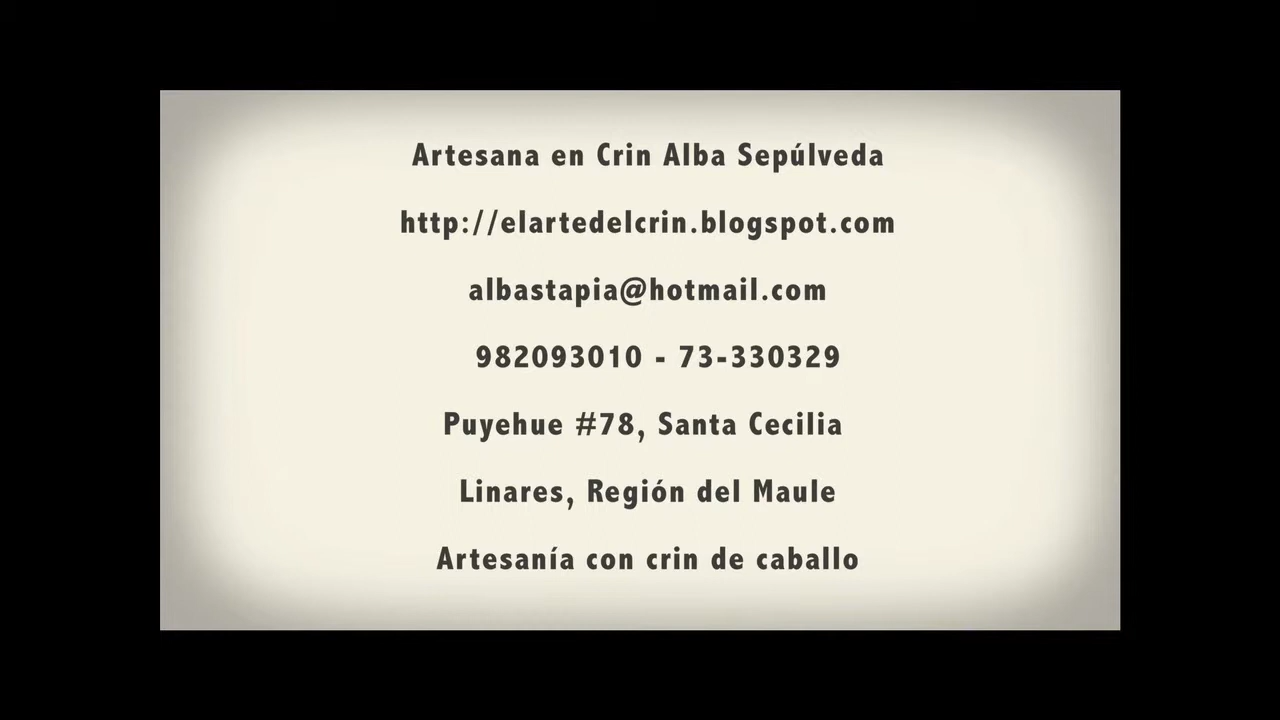 Artesana en Crin Alba Sepúlveda
http://elartedelcrin.blogspot.com
albastapia@hotmail.com
982093010 - 73-330329
Puyehue #78, Santa Cecilia
Linares, Región del Maule
Artesanía con crin de caballo